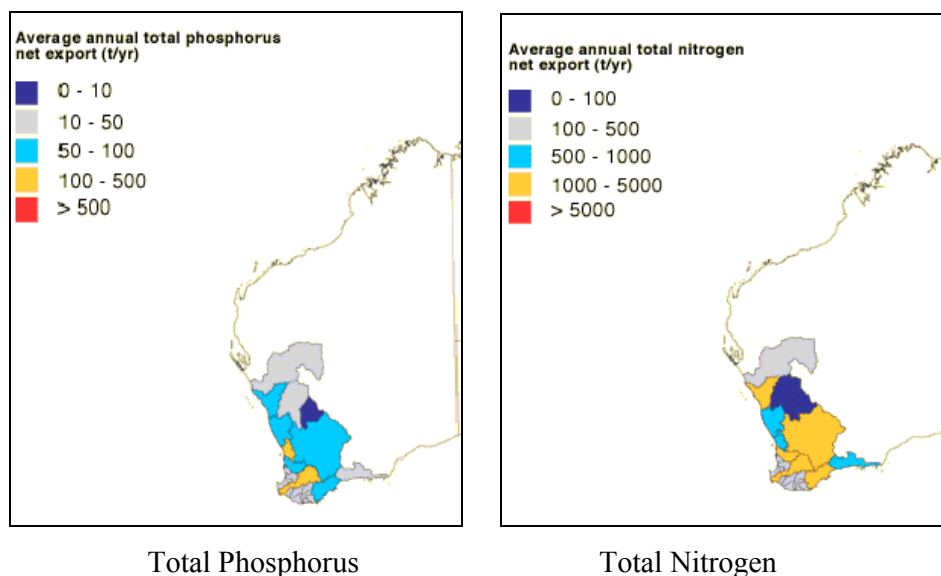 Average annual total phosphorus
net export (t/yr)
0 - 10
10 - 50
50 - 100
100 - 500
> 500
Average annual total nitrogen
net export (t/yr)
0 - 100
100 - 500
500 - 1000
1000 - 5000
> 5000
Total Phosphorus
Total Nitrogen